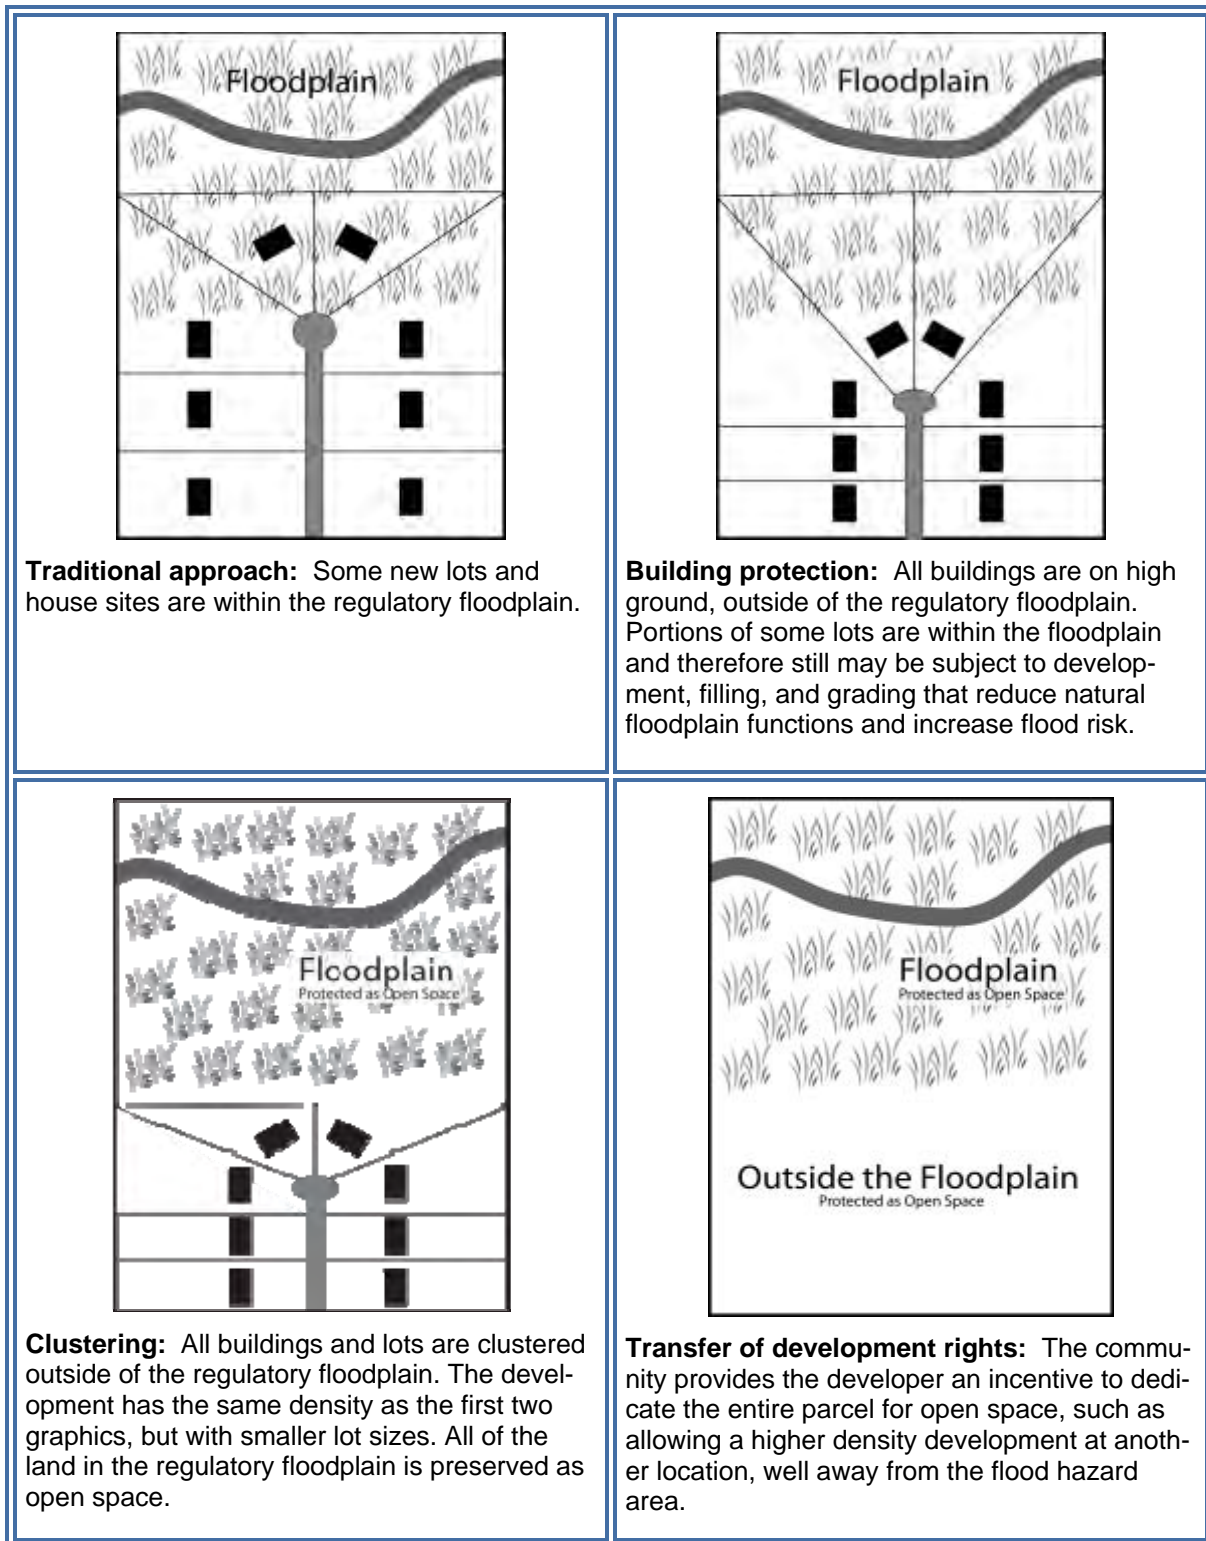 Floodplain
Traditional approach: Some new lots and
house sites are within the regulatory floodplain.
Floodplain
Building protection: All buildings are on high
ground, outside of the regulatory floodplain.
Portions of some lots are within the floodplain
and therefore still may be subject to develop-
ment, filling, and grading that reduce natural
floodplain functions and increase flood risk.
Floodplain
Protected as Open Space
Clustering: All buildings and lots are clustered
outside of the regulatory floodplain. The devel-
opment has the same density as the first two
graphics, but with smaller lot sizes. All of the
land in the regulatory floodplain is preserved as
open space.
Floodplain
Protected as Open Space
Outside the Floodplain
Protected as Open Space
Transfer of development rights: The commu-
nity provides the developer an incentive to dedi-
cate the entire parcel for open space, such as
allowing a higher density development at anoth-
er location, well away from the flood hazard
area.